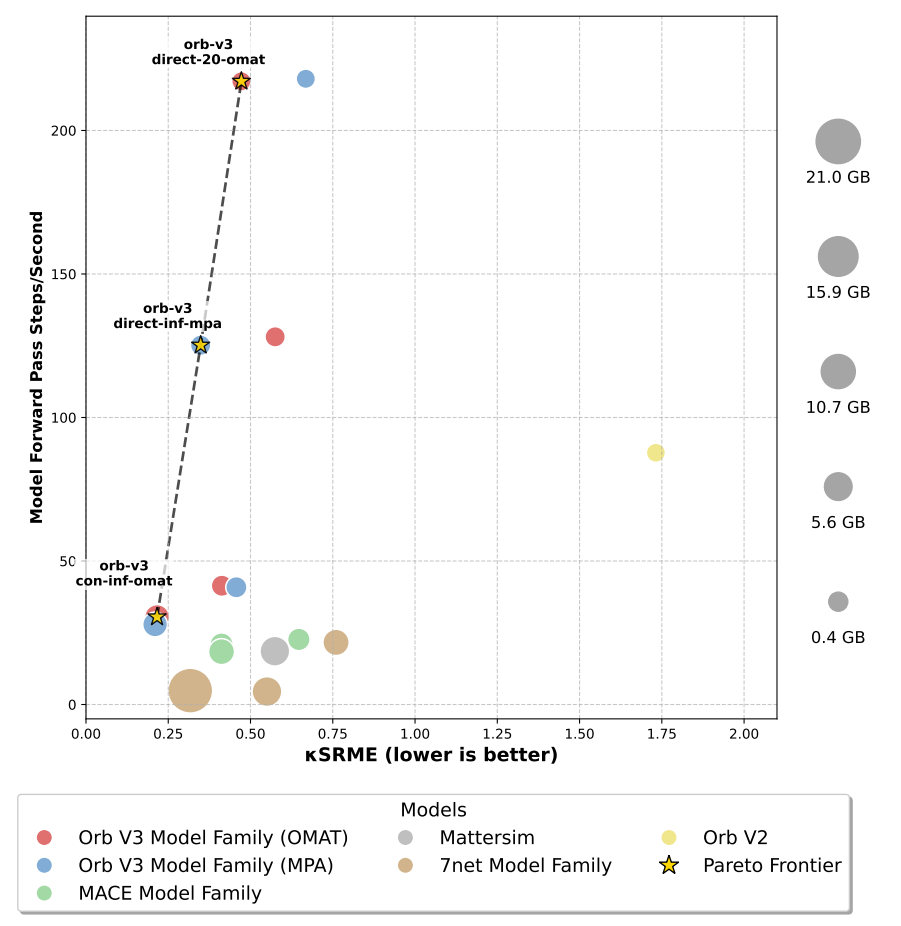 orb-v3
direct-20-omat
orb-v3
direct-inf-mpa
orb-v3
con-inf-omat
Model Forward Pass Steps/Second
200
150
100
50
0
0.00 0.25 0.50 0.75 1.00 1.25 1.50 1.75 2.00
κSRME (lower is better)
21.0 GB
15.9 GB
10.7 GB
5.6 GB
0.4 GB
Models
Orb V3 Model Family (OMAT) Mattersim Orb V2
Orb V3 Model Family (MPA) 7net Model Family Pareto Frontier
MACE Model Family